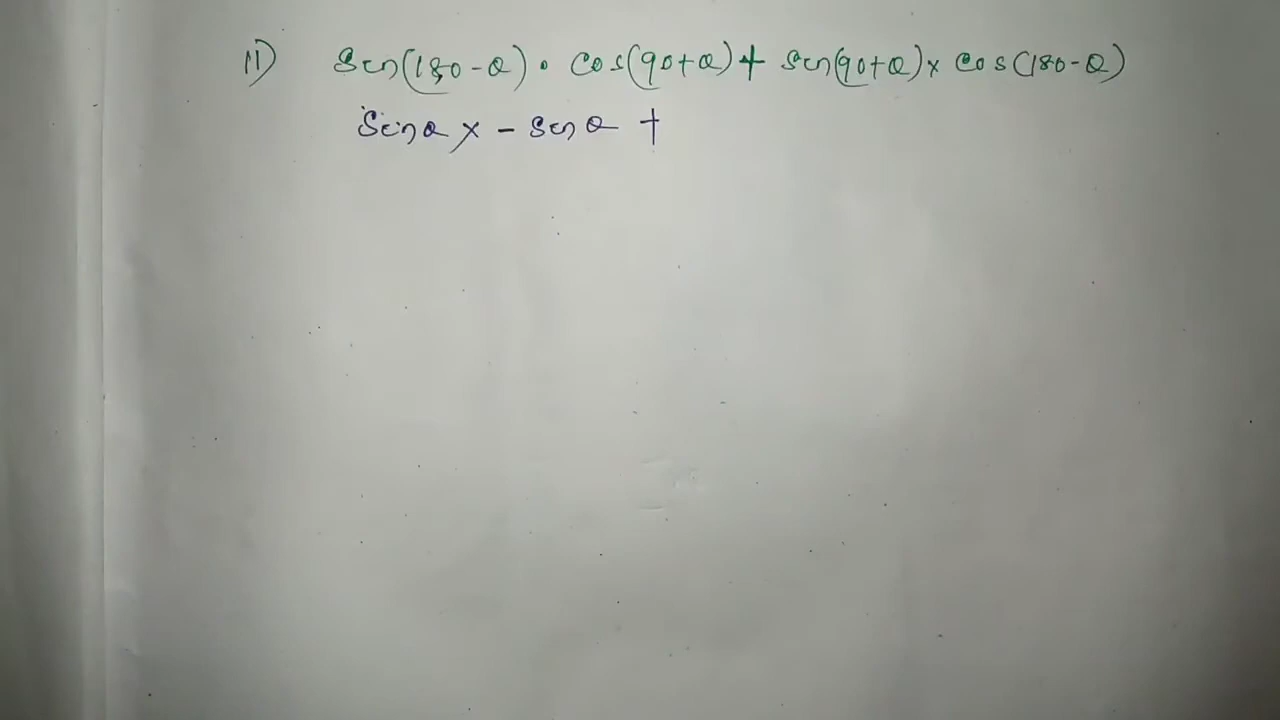 11) Sin(180-θ) • Cos(90+θ) + Sin(90+θ) × Cos(180-θ)
Sinθ × - Sinθ +